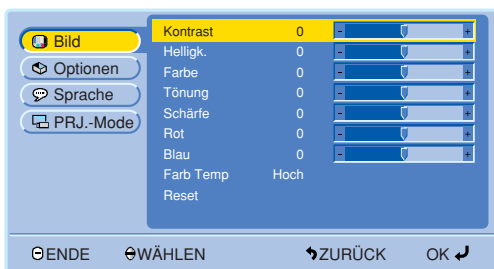 Bild
Optionen
Sprache
PRJ.-Mode
Kontrast 0 - +
Helligk. 0 - +
Farbe 0 - +
Tönung 0 - +
Schärfe 0 - +
Rot 0 - +
Blau 0 - +
Farb Temp Hoch
Reset
ENDE WÄHLEN ZURÜCK OK